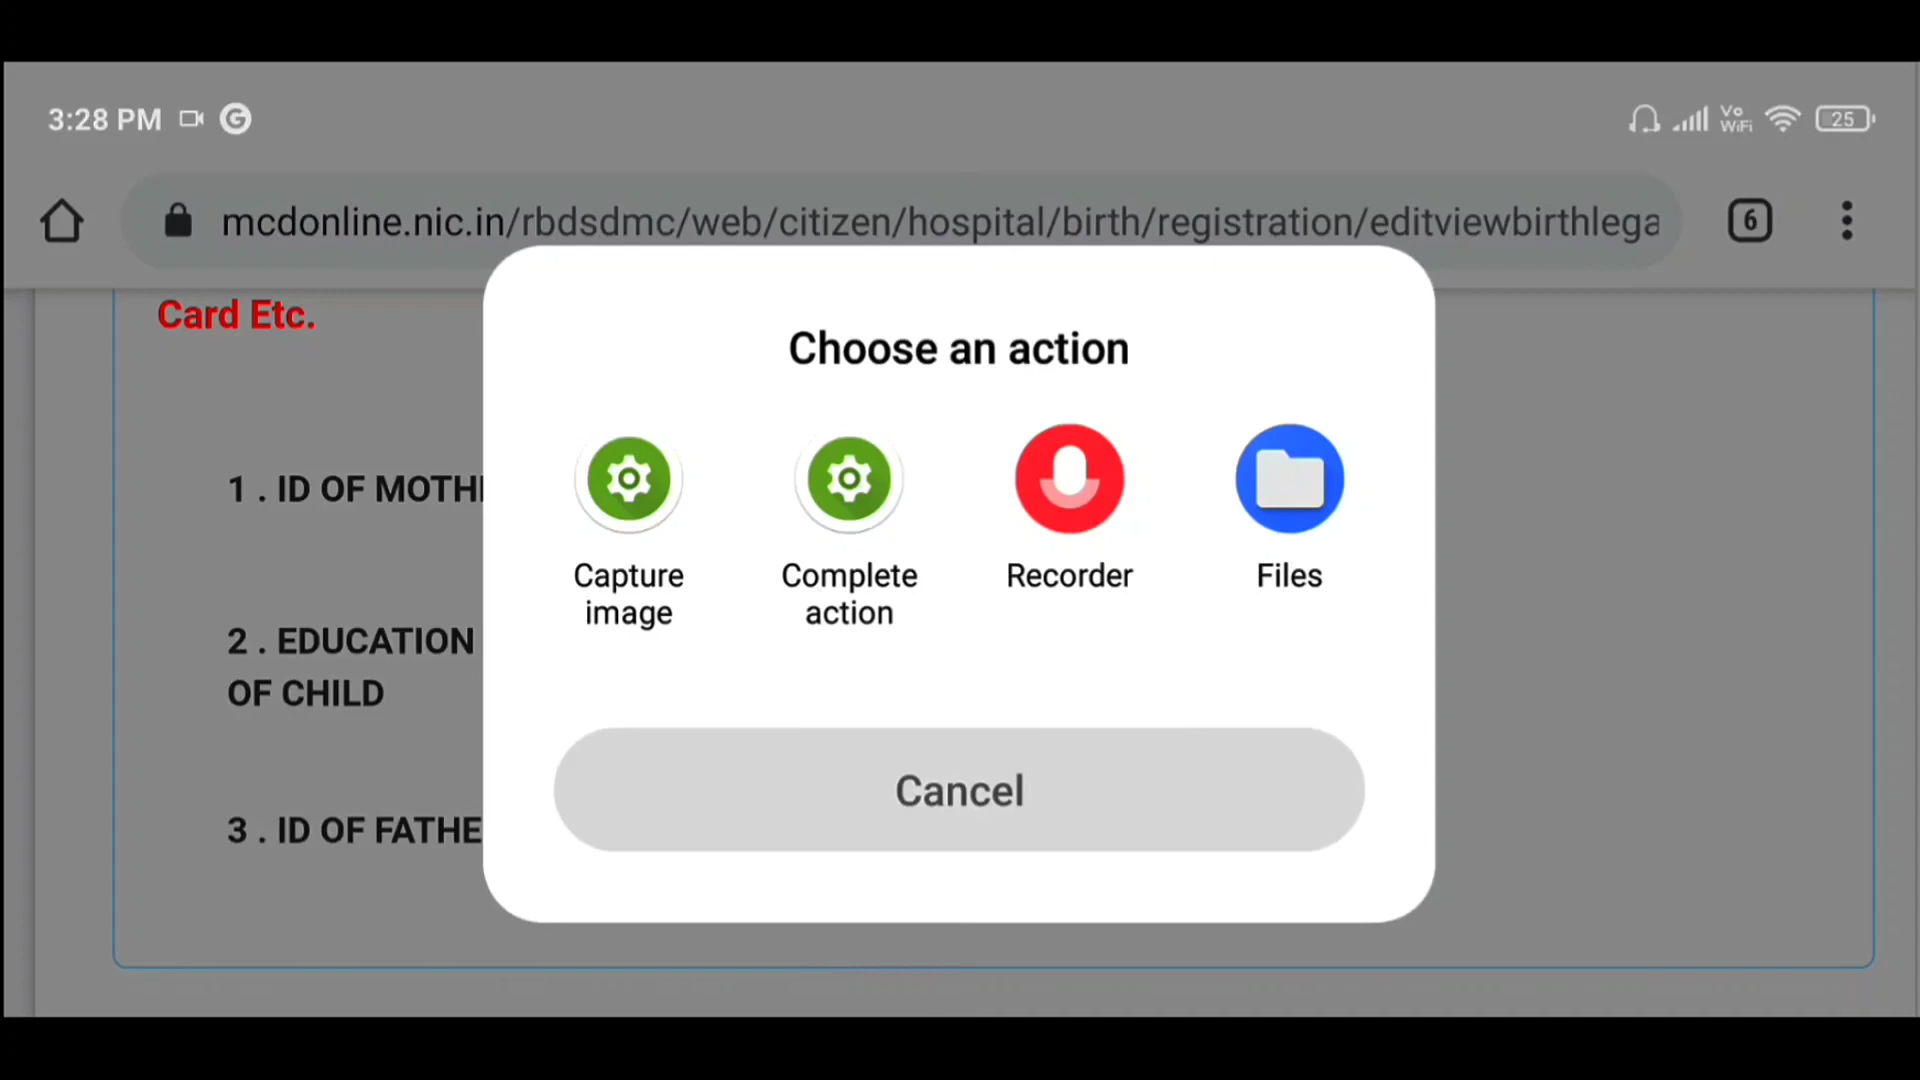 3:28 PM G Vo WiFi 25
mcdonline.nic.in/rbdsdmc/web/citizen/hospital/birth/registration/editviewbirthlega 6
Card Etc.
Choose an action
1 . ID OF MOTH
Capture image
Complete action
Recorder
Files
2 . EDUCATION
OF CHILD
Cancel
3 . ID OF FATHE